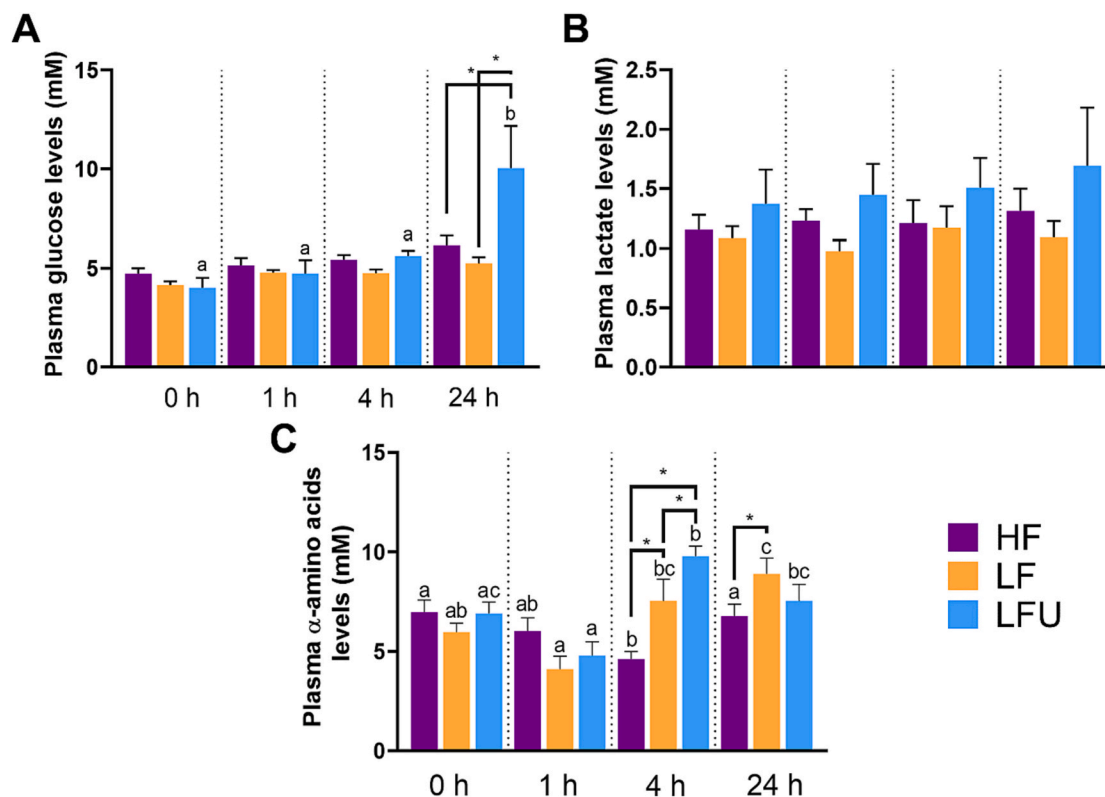 A
Plasma glucose levels (mM)
15
10
5
0
*
*
b
a
a
a
0 h 1 h 4 h 24 h
B
Plasma lactate levels (mM)
2.5
2.0
1.5
1.0
0.5
0.0
C
Plasma α-amino acids
levels (mM)
15
10
5
0
a ab ac
ab a a
*
*
*
b bc b
*
a c bc
0 h 1 h 4 h 24 h
HF
LF
LFU